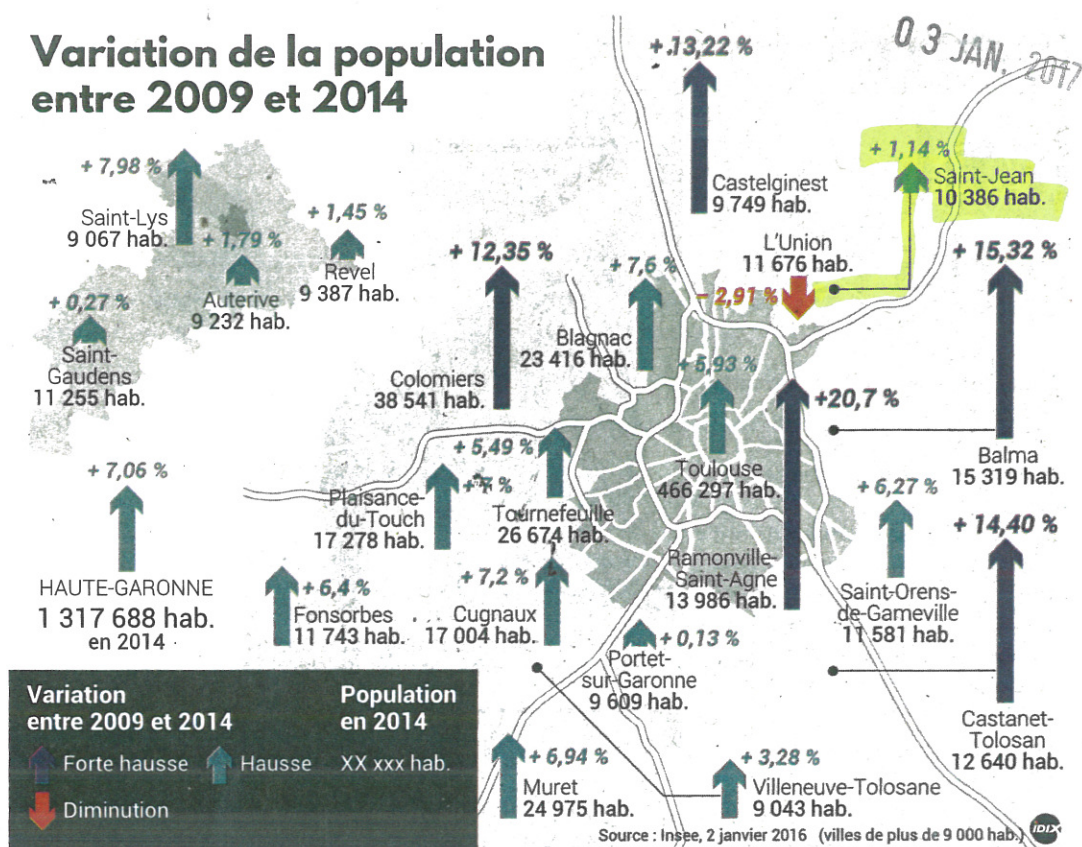 Variation de la population
entre 2009 et 2014
03 JAN. 2017
+ 13,22 %
Castelginest
9 749 hab.
+ 1,14 %
Saint-Jean
10 386 hab.
+ 7,98 %
Saint-Lys
9 067 hab.
+ 1,79 %
Auterive
9 232 hab.
+ 1,45 %
Revel
9 387 hab.
+ 0,27 %
Saint-
Gaudens
11 255 hab.
+ 12,35 %
Colomiers
38 541 hab.
+ 7,6 %
Blagnac
23 416 hab.
L'Union
11 676 hab.
- 2,91 %
+ 15,32 %
Balma
15 319 hab.
+ 5,93 %
Toulouse
466 297 hab.
+20,7 %
Ramonville-
Saint-Agne
13 986 hab.
+ 7,06 %
HAUTE-GARONNE
1 317 688 hab.
en 2014
Plaisance-
du-Touch
17 278 hab.
+ 5,49 %
Tournefeuille
26 674 hab.
+ 6,27 %
Saint-Orens-
de-Gameville
11 581 hab.
+ 14,40 %
Castanet-
Tolosan
12 640 hab.
+ 6,4 %
Fonsorbes
11 743 hab.
+ 7,2 %
Cugnaux
17 004 hab.
+ 0,13 %
Portet-
sur-Garonne
9 609 hab.
+ 6,94 %
Muret
24 975 hab.
+ 3,28 %
Villeneuve-Tolosane
9 043 hab.
Variation
entre 2009 et 2014
Forte hausse
Hausse
Diminution
Population
en 2014
XX xxx hab.
Source : Insee, 2 janvier 2016 (villes de plus de 9 000 hab.)
IDIX